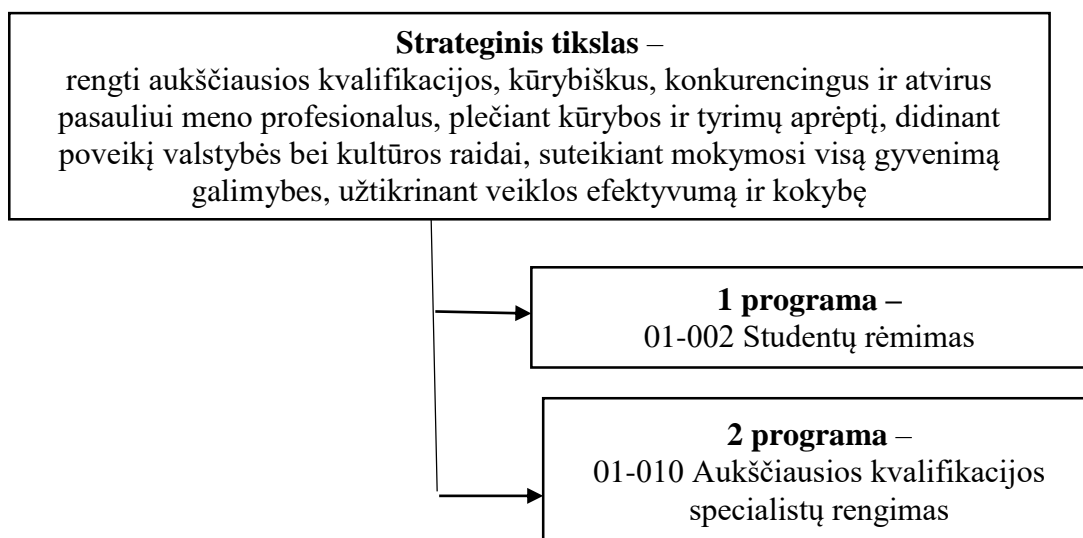 Strateginis tikslas –
rengti aukščiausios kvalifikacijos, kūrybiškus, konkurencingus ir atvirus
pasauliui meno profesionalus, plečiant kūrybos ir tyrimų aprėptį, didinant
poveikį valstybės bei kultūros raidai, suteikiant mokymosi visą gyvenimą
galimybes, užtikrinant veiklos efektyvumą ir kokybę
1 programa –
01-002 Studentų rėmimas
2 programa –
01-010 Aukščiausios kvalifikacijos
specialistų rengimas